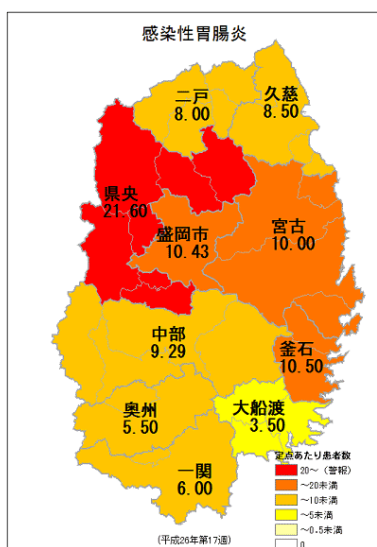 感染性胃腸炎
二戸
8.00
久慈
8.50
県央
21.60
盛岡市
10.43
宮古
10.00
中部
9.29
釜石
10.50
奥州
5.50
大船渡
3.50
一関
6.00
定点あたり患者数
20～（警報）
～20未満
～10未満
～5未満
～0.5未満
0
(平成26年第17週)